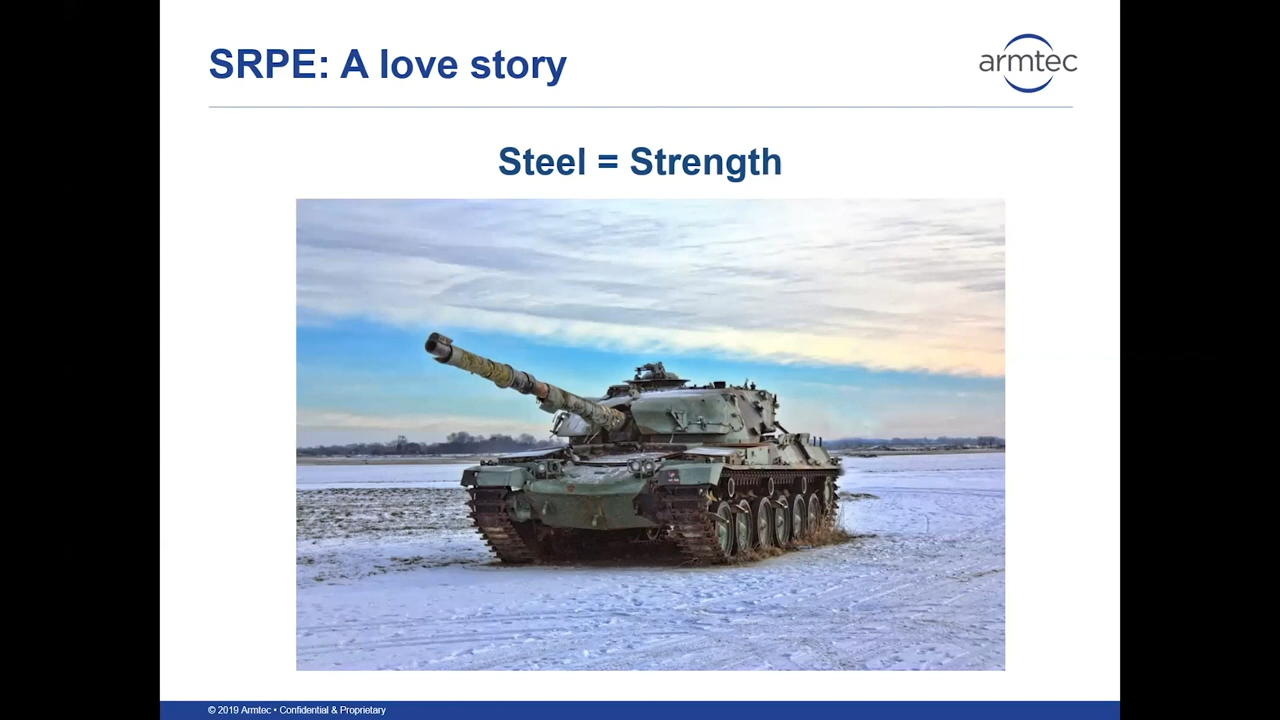 SRPE: A love story
armtec
Steel = Strength
© 2019 Armtec • Confidential & Proprietary